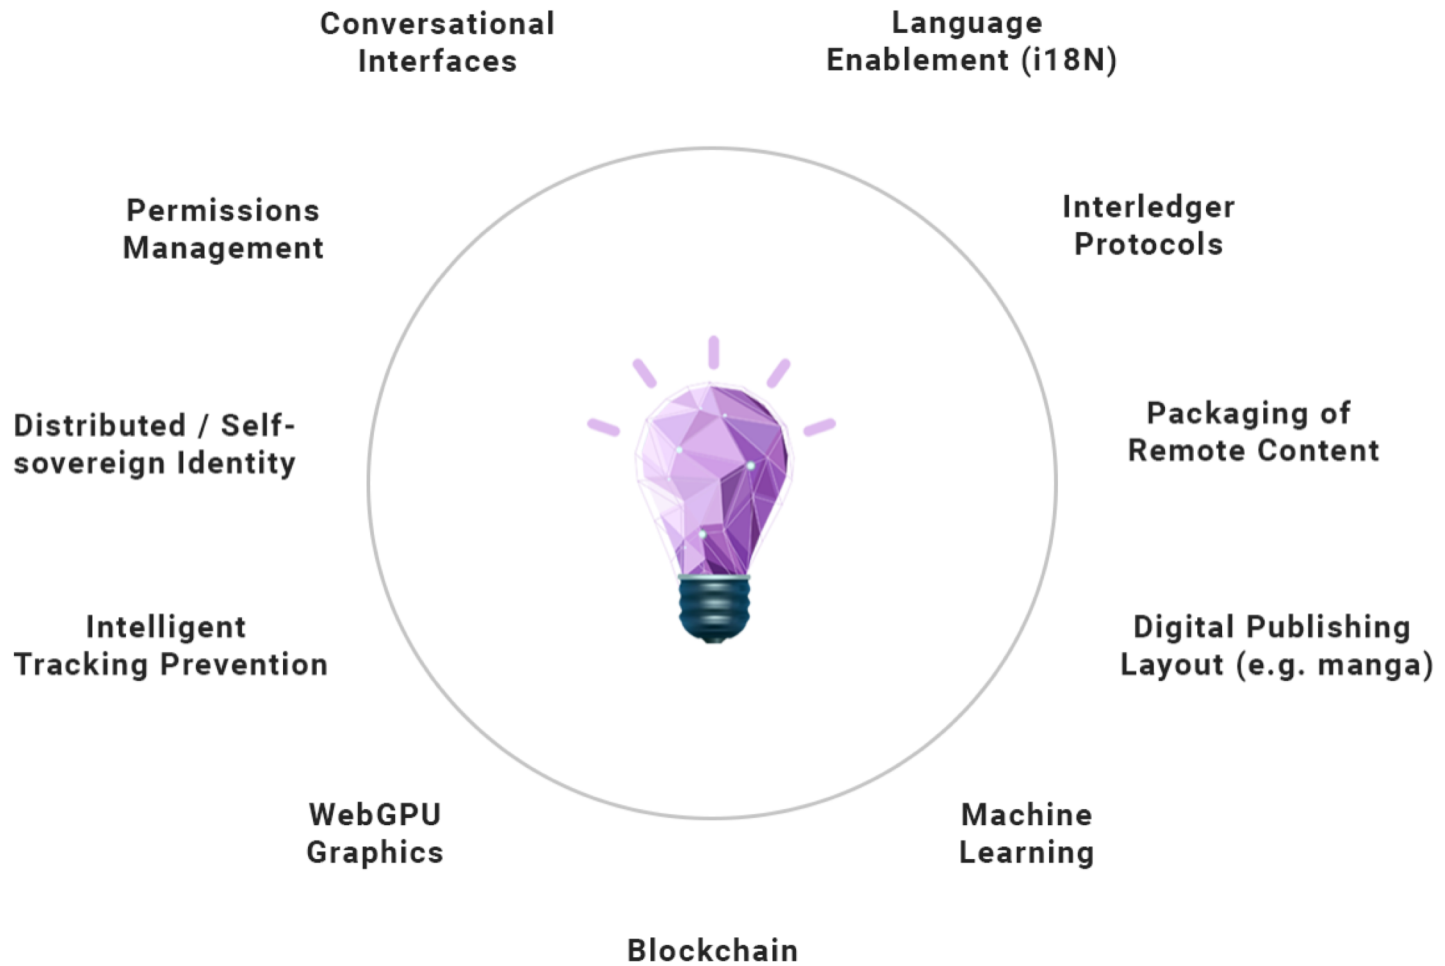 Conversational
Interfaces
Language
Enablement (i18N)
Permissions
Management
Interledger
Protocols
Distributed / Self-
sovereign Identity
Packaging of
Remote Content
Intelligent
Tracking Prevention
Digital Publishing
Layout (e.g. manga)
WebGPU
Graphics
Machine
Learning
Blockchain